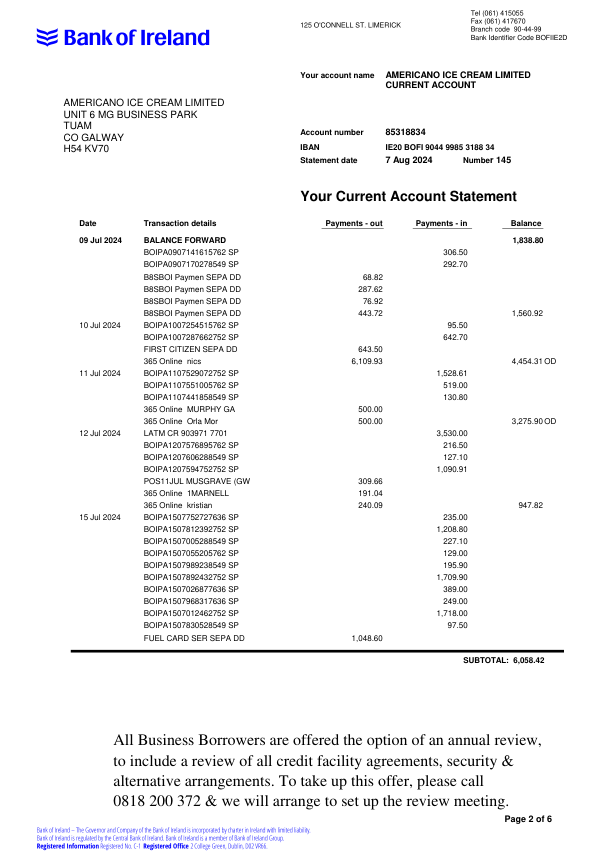 Bank of Ireland
125 O'CONNELL ST. LIMERICK
Tel (061) 415055
Fax (061) 417670
Branch code 90-44-99
Bank Identifier Code BOFIIE2D
Your account name AMERICANO ICE CREAM LIMITED
CURRENT ACCOUNT
AMERICANO ICE CREAM LIMITED
UNIT 6 MG BUSINESS PARK
TUAM
CO GALWAY
H54 KV70
Account number 85318834
IBAN IE20 BOFI 9044 9985 3188 34
Statement date 7 Aug 2024 Number 145
Your Current Account Statement
Date Transaction details Payments - out Payments - in Balance
09 Jul 2024 BALANCE FORWARD 1,838.80
BOIPA0907141615762 SP 306.50
BOIPA0907170278549 SP 292.70
B8SBOI Paymen SEPA DD 68.82
B8SBOI Paymen SEPA DD 287.62
B8SBOI Paymen SEPA DD 76.92
B8SBOI Paymen SEPA DD 443.72 1,560.92
10 Jul 2024 BOIPA1007254515762 SP 95.50
BOIPA1007287662752 SP 642.70
FIRST CITIZEN SEPA DD 643.50
365 Online nics 6,109.93 4,454.31 OD
11 Jul 2024 BOIPA1107529072752 SP 1,528.61
BOIPA1107551005762 SP 519.00
BOIPA1107441858549 SP 130.80
365 Online MURPHY GA 500.00
365 Online Orla Mor 500.00 3,275.90 OD
12 Jul 2024 LATM CR 903971 7701 3,530.00
BOIPA1207576895762 SP 216.50
BOIPA1207606288549 SP 127.10
BOIPA1207594752752 SP 1,090.91
POS11JUL MUSGRAVE (GW 309.66
365 Online 1MARNELL 191.04
365 Online kristian 240.09 947.82
15 Jul 2024 BOIPA1507752727636 SP 235.00
BOIPA1507812392752 SP 1,208.80
BOIPA1507005288549 SP 227.10
BOIPA1507055205762 SP 129.00
BOIPA1507989238549 SP 195.90
BOIPA1507892432752 SP 1,709.90
BOIPA1507026877636 SP 389.00
BOIPA1507968317636 SP 249.00
BOIPA1507012462752 SP 1,718.00
BOIPA1507830528549 SP 97.50
FUEL CARD SER SEPA DD 1,048.60
SUBTOTAL: 6,058.42
All Business Borrowers are offered the option of an annual review,
to include a review of all credit facility agreements, security &
alternative arrangements. To take up this offer, please call
0818 200 372 & we will arrange to set up the review meeting.
Page 2 of 6
Bank of Ireland – The Governor and Company of the Bank of Ireland is incorporated by charter in Ireland with limited liability.
Bank of Ireland is regulated by the Central Bank of Ireland. Bank of Ireland is a member of Bank of Ireland Group.
Registered Information Registered No. C-1 Registered Office 2 College Green, Dublin, D02 VR66.